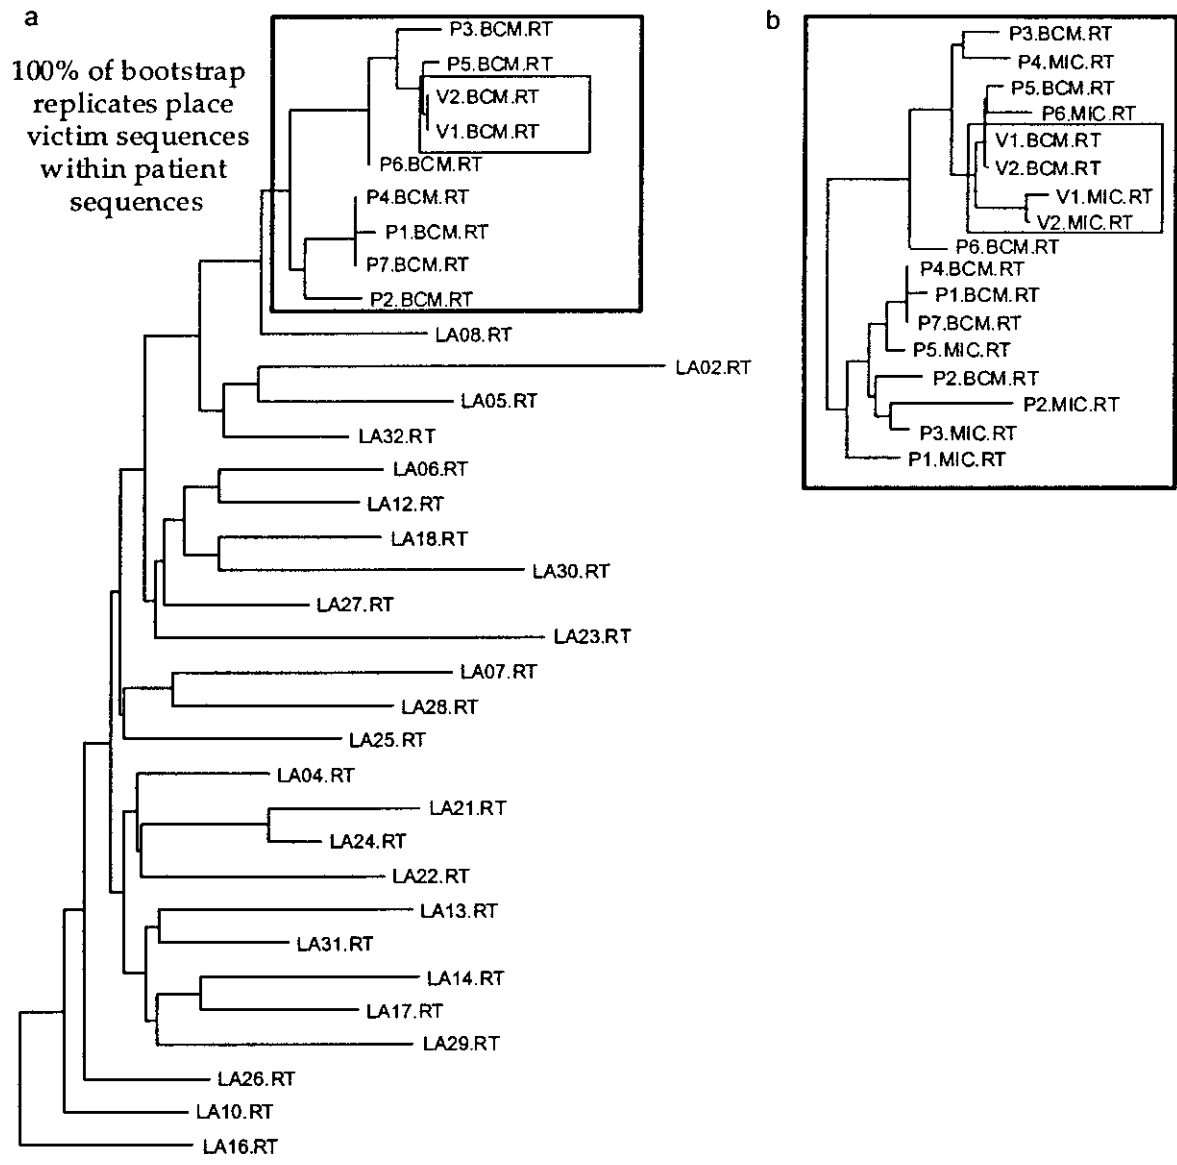 a
100% of bootstrap
replicates place
victim sequences
within patient
sequences
P3.BCM.RT
P5.BCM.RT
V2.BCM.RT
V1.BCM.RT
P6.BCM.RT
P4.BCM.RT
P1.BCM.RT
P7.BCM.RT
P2.BCM.RT
LA08.RT
LA02.RT
LA05.RT
LA32.RT
LA06.RT
LA12.RT
LA18.RT
LA30.RT
LA27.RT
LA23.RT
LA07.RT
LA28.RT
LA25.RT
LA04.RT
LA21.RT
LA24.RT
LA22.RT
LA13.RT
LA31.RT
LA14.RT
LA17.RT
LA29.RT
LA26.RT
LA10.RT
LA16.RT
b
P3.BCM.RT
P4.MIC.RT
P5.BCM.RT
P6.MIC.RT
V1.BCM.RT
V2.BCM.RT
V1.MIC.RT
V2.MIC.RT
P6.BCM.RT
P4.BCM.RT
P1.BCM.RT
P7.BCM.RT
P5.MIC.RT
P2.BCM.RT
P2.MIC.RT
P3.MIC.RT
P1.MIC.RT